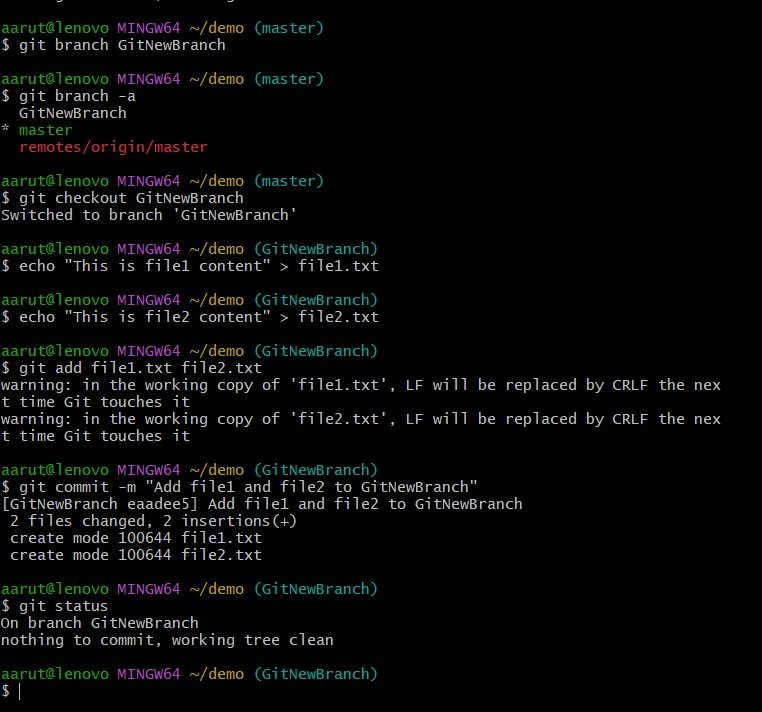 aarut@lenovo MINGW64 ~/demo (master)
$ git branch GitNewBranch
aarut@lenovo MINGW64 ~/demo (master)
$ git branch -a
  GitNewBranch
* master
  remotes/origin/master
aarut@lenovo MINGW64 ~/demo (master)
$ git checkout GitNewBranch
Switched to branch 'GitNewBranch'
aarut@lenovo MINGW64 ~/demo (GitNewBranch)
$ echo "This is file1 content" > file1.txt
aarut@lenovo MINGW64 ~/demo (GitNewBranch)
$ echo "This is file2 content" > file2.txt
aarut@lenovo MINGW64 ~/demo (GitNewBranch)
$ git add file1.txt file2.txt
warning: in the working copy of 'file1.txt', LF will be replaced by CRLF the nex
t time Git touches it
warning: in the working copy of 'file2.txt', LF will be replaced by CRLF the nex
t time Git touches it
aarut@lenovo MINGW64 ~/demo (GitNewBranch)
$ git commit -m "Add file1 and file2 to GitNewBranch"
[GitNewBranch eaadee5] Add file1 and file2 to GitNewBranch
 2 files changed, 2 insertions(+)
 create mode 100644 file1.txt
 create mode 100644 file2.txt
aarut@lenovo MINGW64 ~/demo (GitNewBranch)
$ git status
On branch GitNewBranch
nothing to commit, working tree clean
aarut@lenovo MINGW64 ~/demo (GitNewBranch)
$